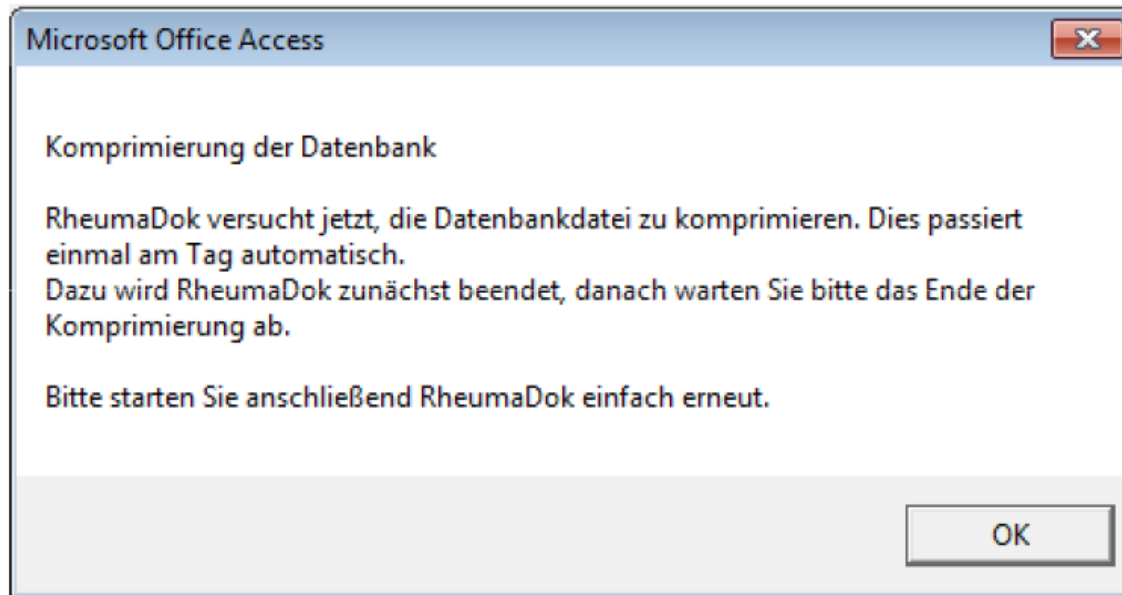 Microsoft Office Access
Komprimierung der Datenbank
RheumaDok versucht jetzt, die Datenbankdatei zu komprimieren. Dies passiert
einmal am Tag automatisch.
Dazu wird RheumaDok zunächst beendet, danach warten Sie bitte das Ende der
Komprimierung ab.
Bitte starten Sie anschließend RheumaDok einfach erneut.
OK